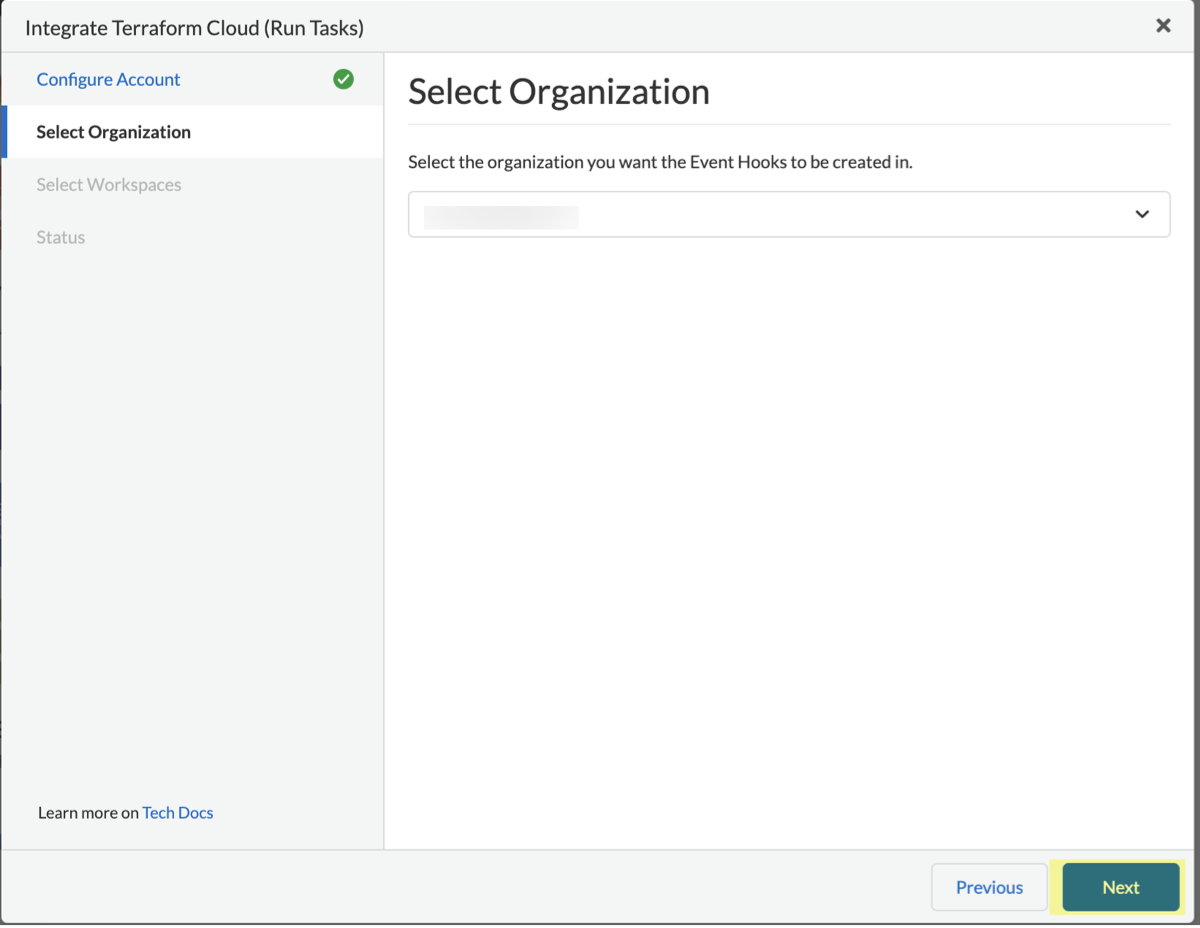 Integrate Terraform Cloud (Run Tasks)
Configure Account
Select Organization
Select Workspaces
Status
Learn more on Tech Docs
Select Organization
Select the organization you want the Event Hooks to be created in.
Previous
Next